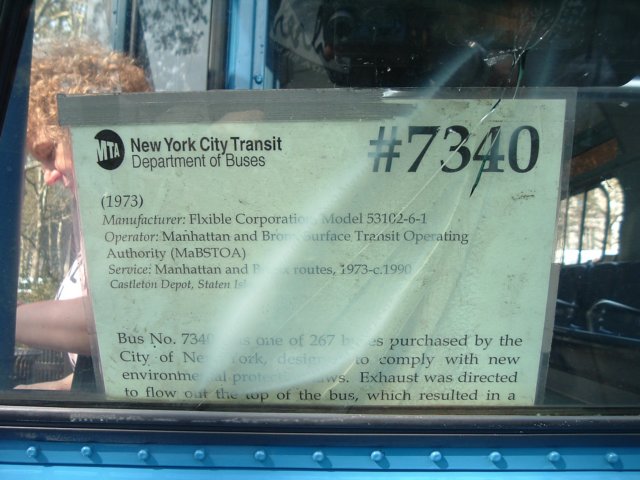 MTA New York City Transit
Department of Buses
#7340
(1973)
Manufacturer: Flxible Corporation, Model 53102-6-1
Operator: Manhattan and Bronx Surface Transit Operating
Authority (MaBSTOA)
Service: Manhattan and Bronx routes, 1973-c.1990
Castleton Depot, Staten
Bus No. 7340 was one of 267 buses purchased by the
City of New York, designed to comply with new
environmental protection laws. Exhaust was directed
to flow out the top of the bus, which resulted in a